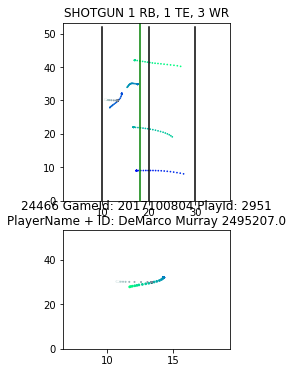 SHOTGUN 1 RB, 1 TE, 3 WR
50
40
30
20
10
0
10 20 30
24466 GameId: 2017100804 PlayId: 2951
PlayerName + ID: DeMarco Murray 2495207.0
40
20
0
10 15